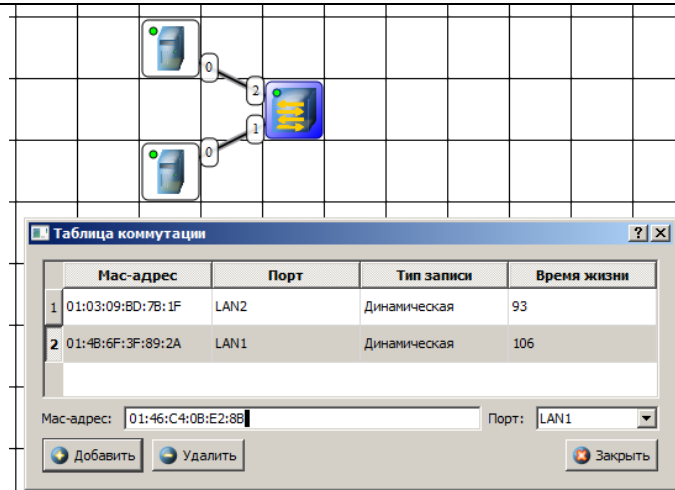 0
2
1
0
Таблица коммутации
Mac-адрес Порт Тип записи Время жизни
1 01:03:09:BD:7B:1F LAN2 Динамическая 93
2 01:4B:6F:3F:89:2A LAN1 Динамическая 106
Mac-адрес: 01:46:C4:0B:E2:8B Порт: LAN1
Добавить Удалить Закрыть